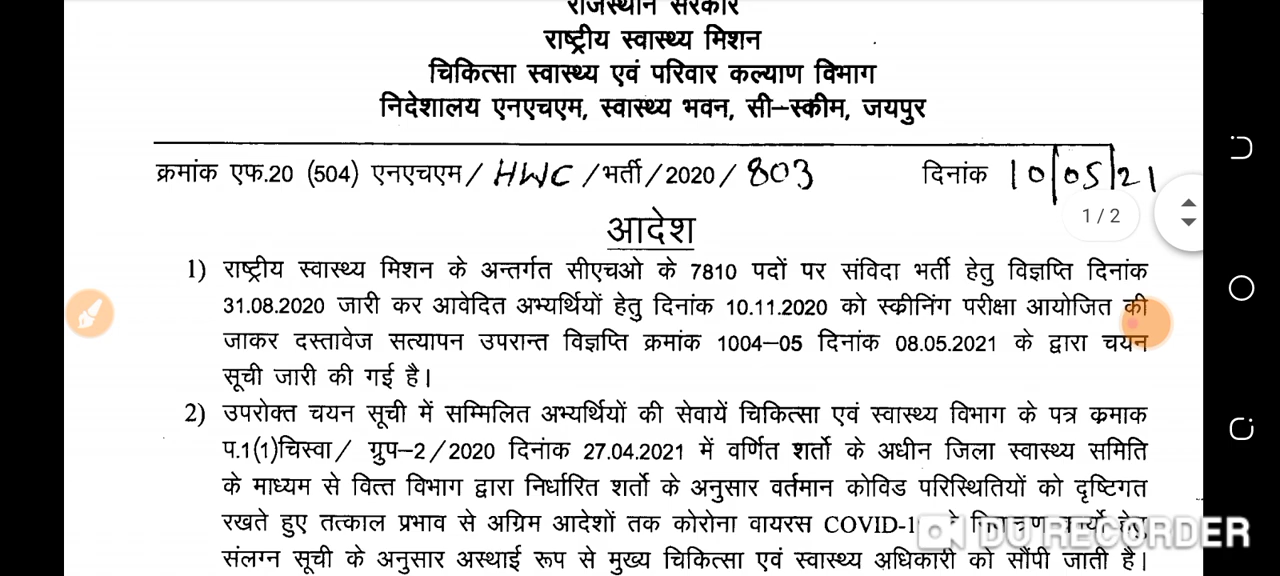 राजस्थान सरकार
राष्ट्रीय स्वास्थ्य मिशन
चिकित्सा स्वास्थ्य एवं परिवार कल्याण विभाग
निदेशालय एनएचएम, स्वास्थ्य भवन, सी–स्कीम, जयपुर
क्रमांक एफ.20 (504) एनएचएम / HWC / भर्ती / 2020 / 803 दिनांक 10/05/21
1 / 2
आदेश
1) राष्ट्रीय स्वास्थ्य मिशन के अन्तर्गत सीएचओ के 7810 पदों पर संविदा भर्ती हेतु विज्ञप्ति दिनांक
31.08.2020 जारी कर आवेदित अभ्यर्थियों हेतु दिनांक 10.11.2020 को स्क्रीनिंग परीक्षा आयोजित की
जाकर दस्तावेज सत्यापन उपरान्त विज्ञप्ति क्रमांक 1004–05 दिनांक 08.05.2021 के द्वारा चयन
सूची जारी की गई है।
2) उपरोक्त चयन सूची में सम्मिलित अभ्यर्थियों की सेवायें चिकित्सा एवं स्वास्थ्य विभाग के पत्र क्रमाक
प.1(1)चिस्वा / ग्रुप–2 / 2020 दिनांक 27.04.2021 में वर्णित शर्तो के अधीन जिला स्वास्थ्य समिति
के माध्यम से वित्त विभाग द्वारा निर्धारित शर्तो के अनुसार वर्तमान कोविड परिस्थितियों को दृष्टिगत
रखते हुए तत्काल प्रभाव से अग्रिम आदेशों तक कोरोना वायरस COVID-1 हेतु
DU RECORDER
संलग्न सूची के अनुसार अस्थाई रूप से मुख्य चिकित्सा एवं स्वास्थ्य अधिकारी को सौंपी जाती है।